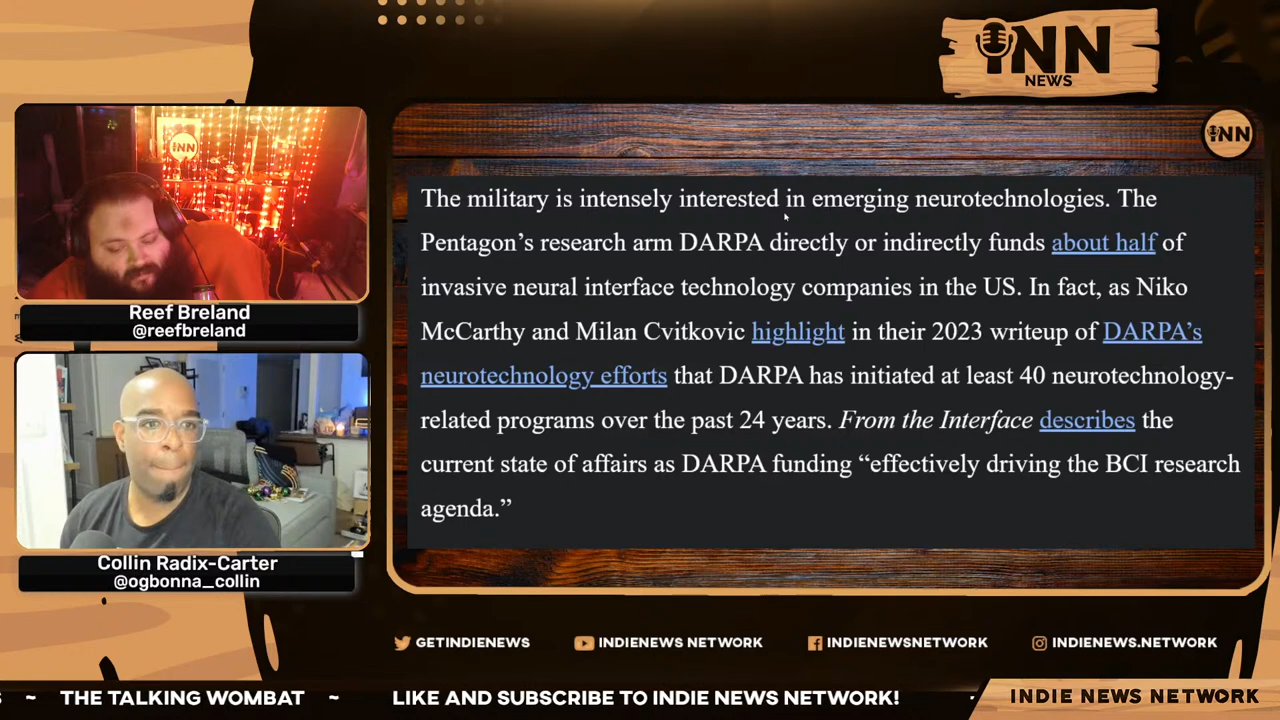 INN
NEWS
INN
INN
Reef Breland
@reefbreland
Collin Radix-Carter
@ogbonna_collin
The military is intensely interested in emerging neurotechnologies. The
Pentagon’s research arm DARPA directly or indirectly funds about half of
invasive neural interface technology companies in the US. In fact, as Niko
McCarthy and Milan Cvitkovic highlight in their 2023 writeup of DARPA’s
neurotechnology efforts that DARPA has initiated at least 40 neurotechnology-
related programs over the past 24 years. From the Interface describes the
current state of affairs as DARPA funding “effectively driving the BCI research
agenda.”
GETINDIENEWS
INDIENEWS NETWORK
INDIENEWSNETWORK
INDIENEWS.NETWORK
S ~ THE TALKING WOMBAT ~ LIKE AND SUBSCRIBE TO INDIE NEWS NETWORK!
INDIE NEWS NETWORK